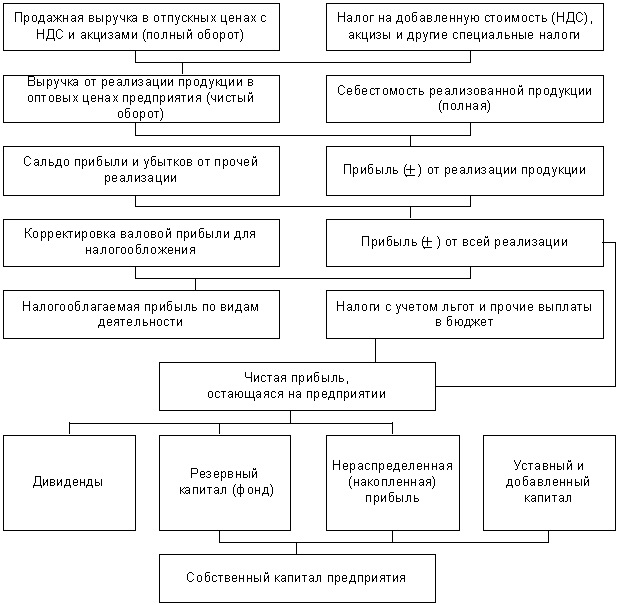 Продажная выручка в отпускных ценах с
НДС и акцизами (полный оборот)
Налог на добавленную стоимость (НДС),
акцизы и другие специальные налоги
Выручка от реализации продукции в
оптовых ценах предприятия (чистый
оборот)
Себестомость реализованной продукции
(полная)
Сальдо прибыли и убытков от прочей
реализации
Прибыль (±) от реализации продукции
Корректировка валовой прибыли для
налогообложения
Прибыль (±) от всей реализации
Налогооблагаемая прибыль по видам
деятельности
Налоги с учетом льгот и прочие выплаты
в бюджет
Чистая прибыль,
остающаяся на предприятии
Дивиденды
Резервный
капитал (фонд)
Нераспределенная
(накопленная)
прибыль
Уставный и
добавленный
капитал
Собственный капитал предприятия